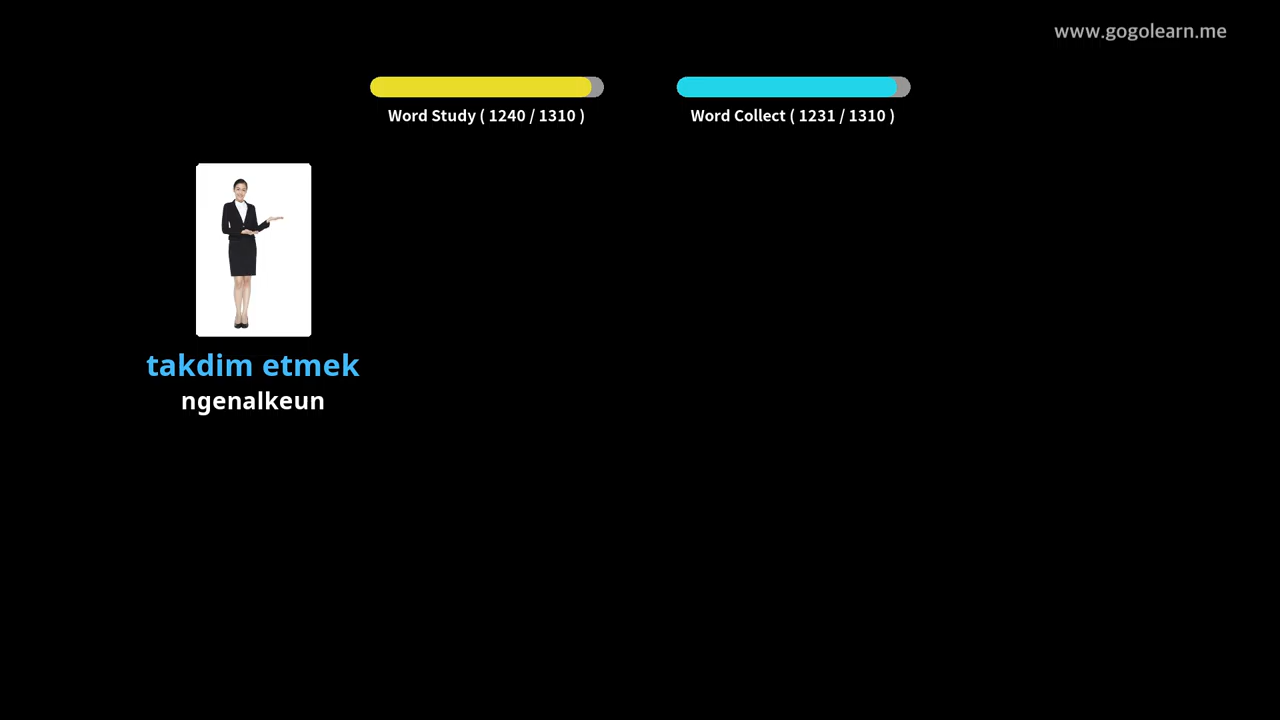 www.gogolearn.me
Word Study ( 1240 / 1310 )
Word Collect ( 1231 / 1310 )
takdim etmek
ngenalkeun